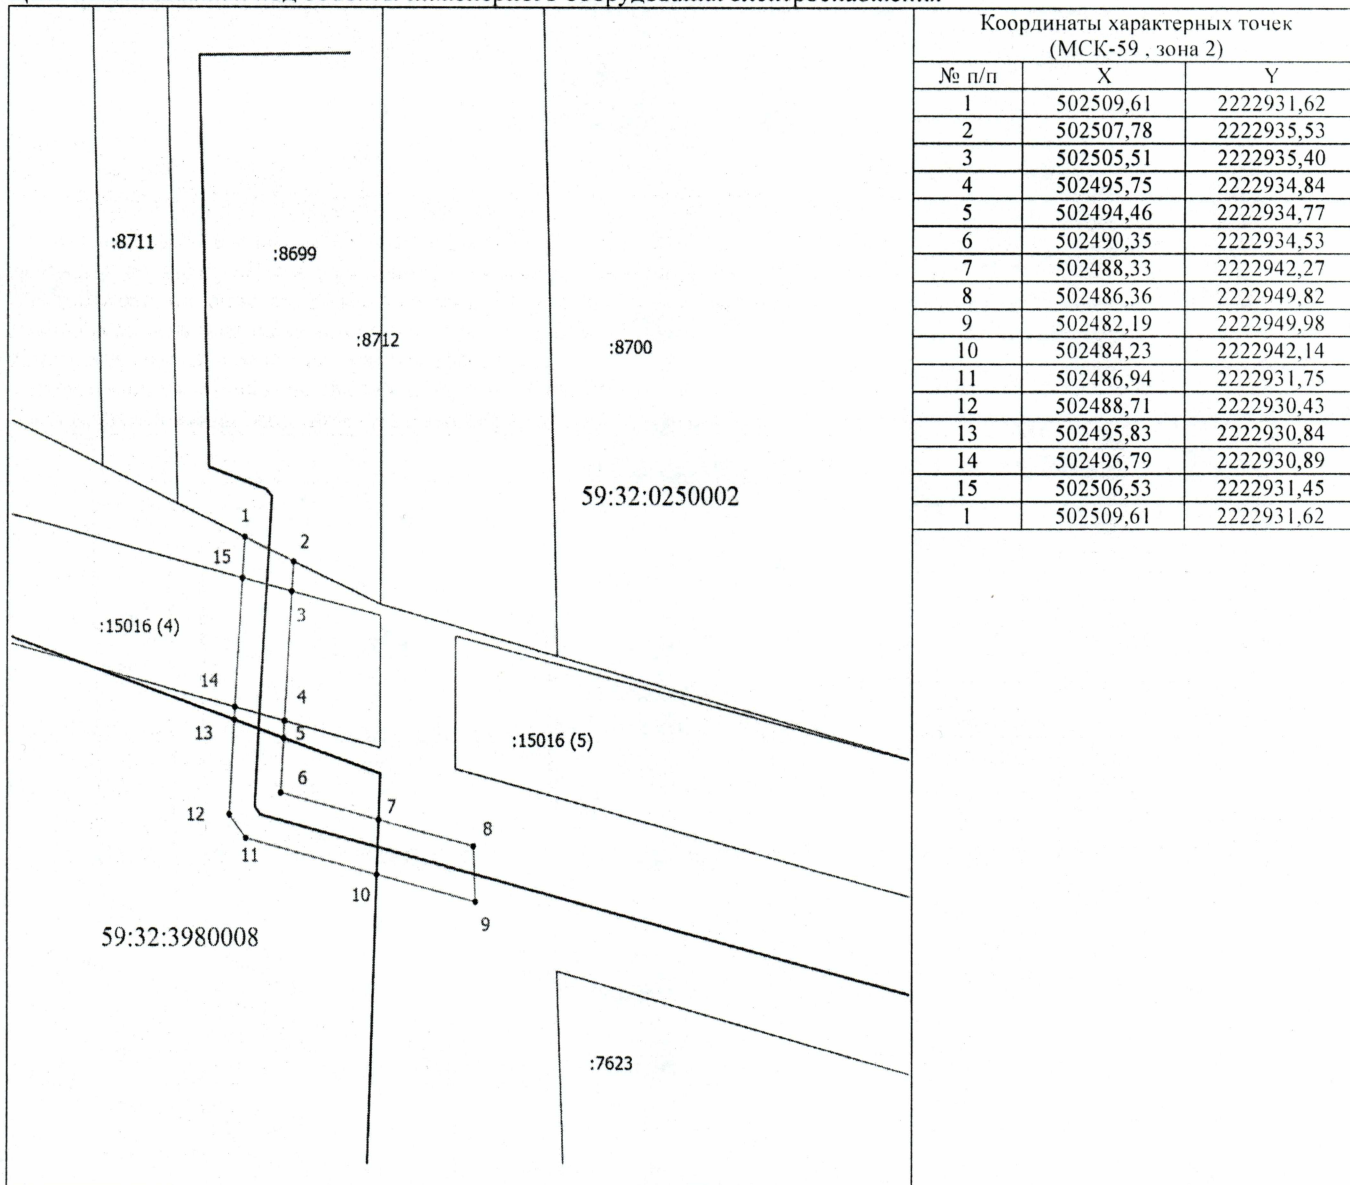 инженерного оборудования электроснабжения
Координаты характерных точек
(МСК-59 , зона 2)
№ п/п X Y
1 502509,61 2222931,62
2 502507,78 2222935,53
3 502505,51 2222935,40
4 502495,75 2222934,84
5 502494,46 2222934,77
6 502490,35 2222934,53
7 502488,33 2222942,27
8 502486,36 2222949,82
9 502482,19 2222949,98
10 502484,23 2222942,14
11 502486,94 2222931,75
12 502488,71 2222930,43
13 502495,83 2222930,84
14 502496,79 2222930,89
15 502506,53 2222931,45
1 502509,61 2222931,62
:8711
:8699
:8712
:8700
59:32:0250002
1
2
15
3
:15016 (4)
14
4
13
5
:15016 (5)
6
7
12
8
11
10
9
59:32:3980008
:7623